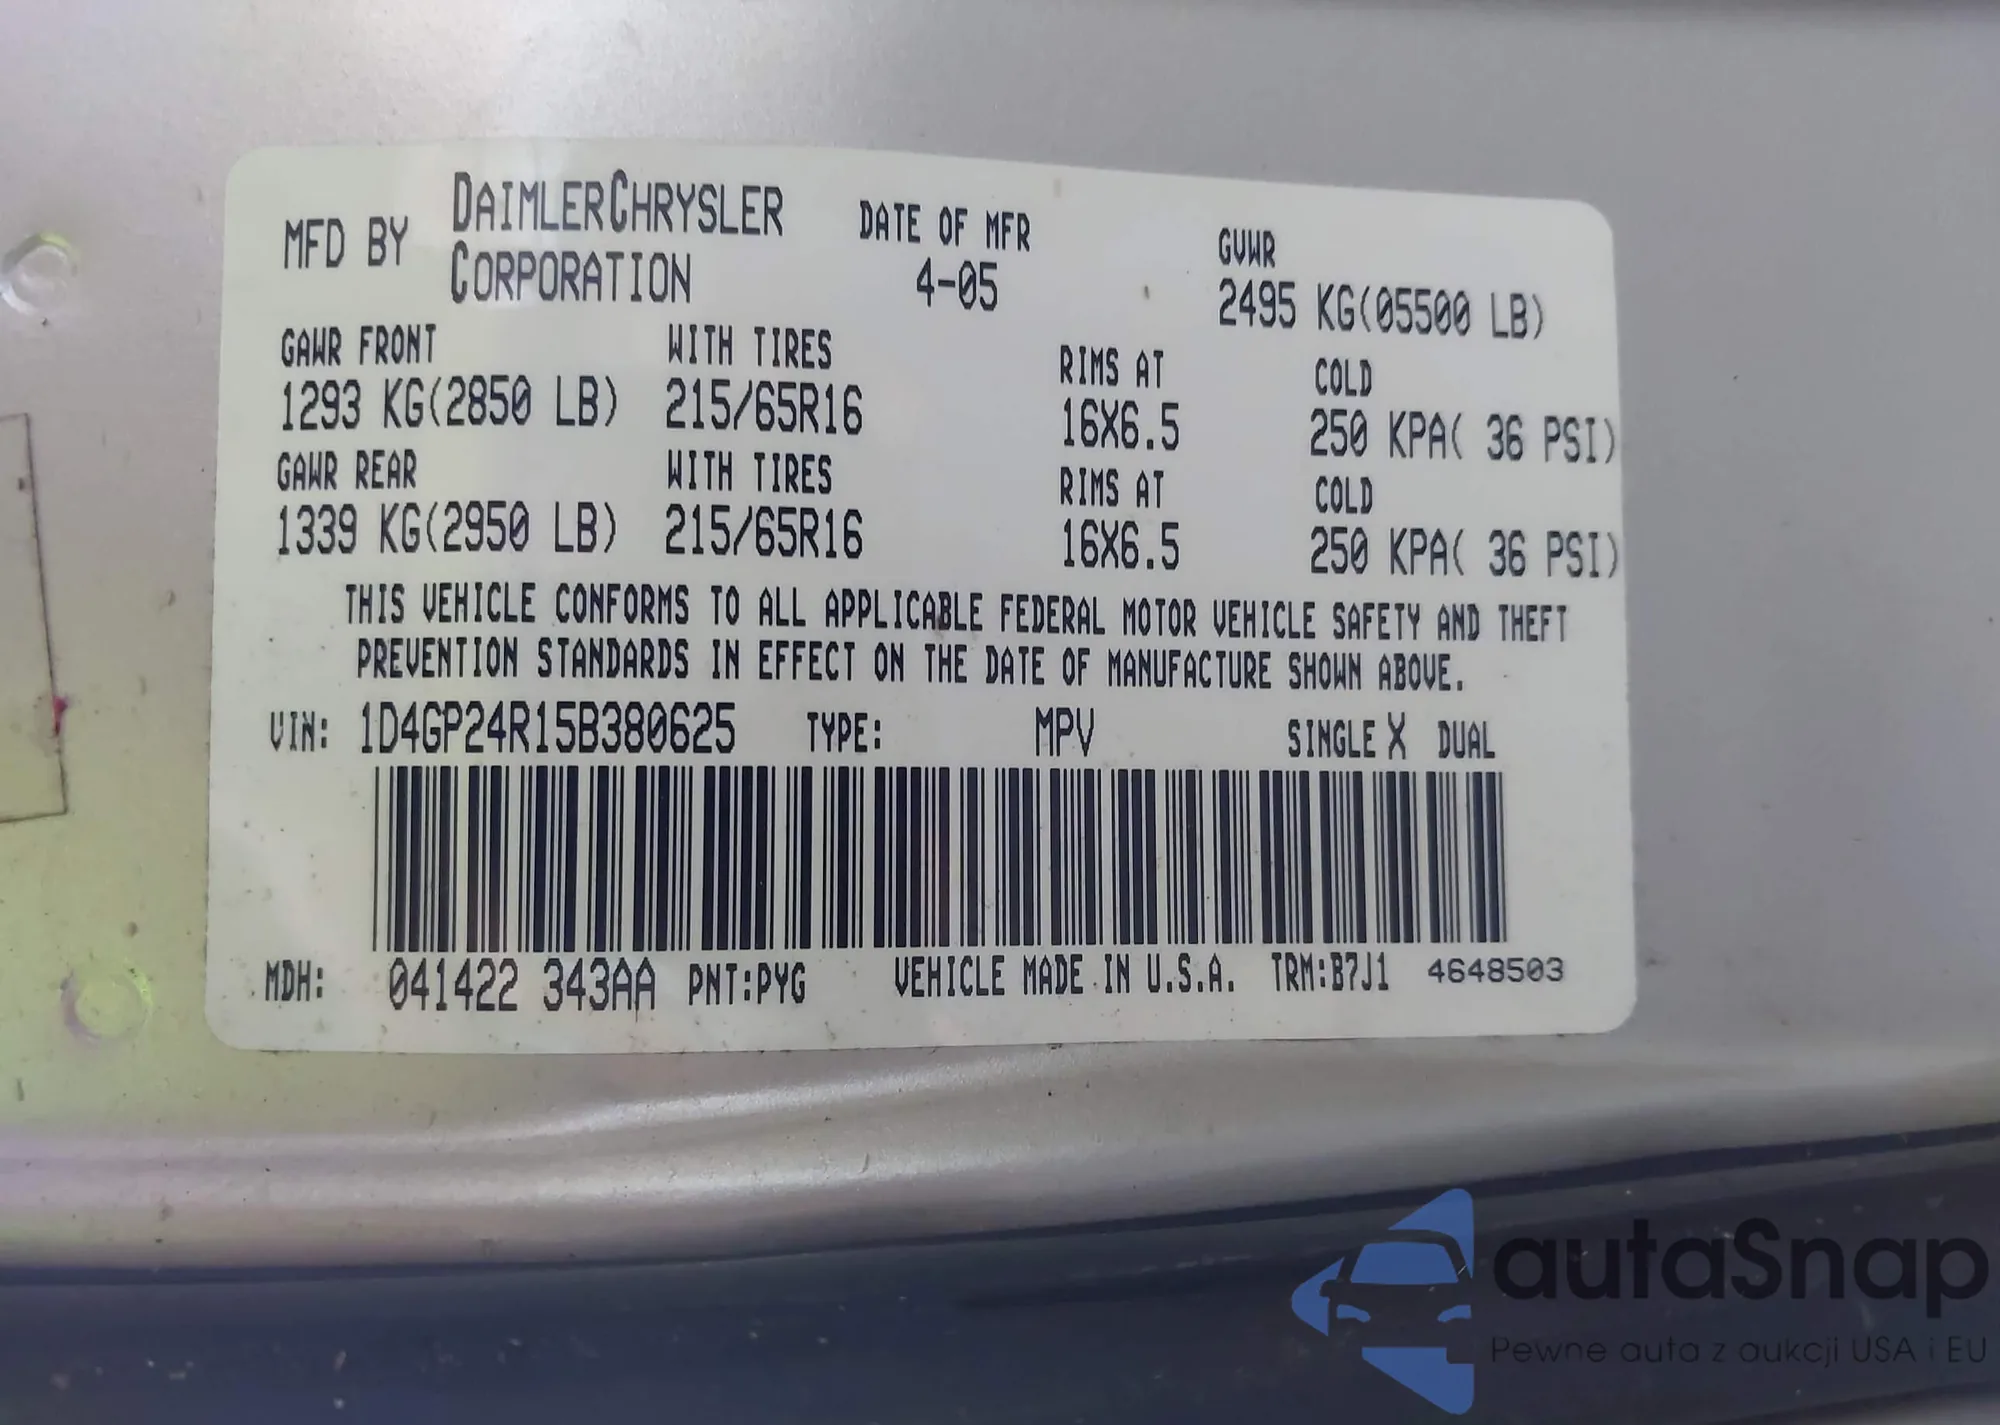 MFD BY DAIMLERCHRYSLER CORPORATION
DATE OF MFR
4-05
GVWR
2495 KG(05500 LB)
GAWR FRONT WITH TIRES RIMS AT COLD
1293 KG(2850 LB) 215/65R16 16X6.5 250 KPA( 36 PSI)
GAWR REAR WITH TIRES RIMS AT COLD
1339 KG(2950 LB) 215/65R16 16X6.5 250 KPA( 36 PSI)
THIS VEHICLE CONFORMS TO ALL APPLICABLE FEDERAL MOTOR VEHICLE SAFETY AND THEFT
PREVENTION STANDARDS IN EFFECT ON THE DATE OF MANUFACTURE SHOWN ABOVE.
VIN: 1D4GP24R15B380625 TYPE: MPV SINGLE X DUAL
MDH: 041422 343AA PNT:PYG VEHICLE MADE IN U.S.A. TRM:B7J1 4648503
autaSnap
Pewne auta z aukcji USA i EU